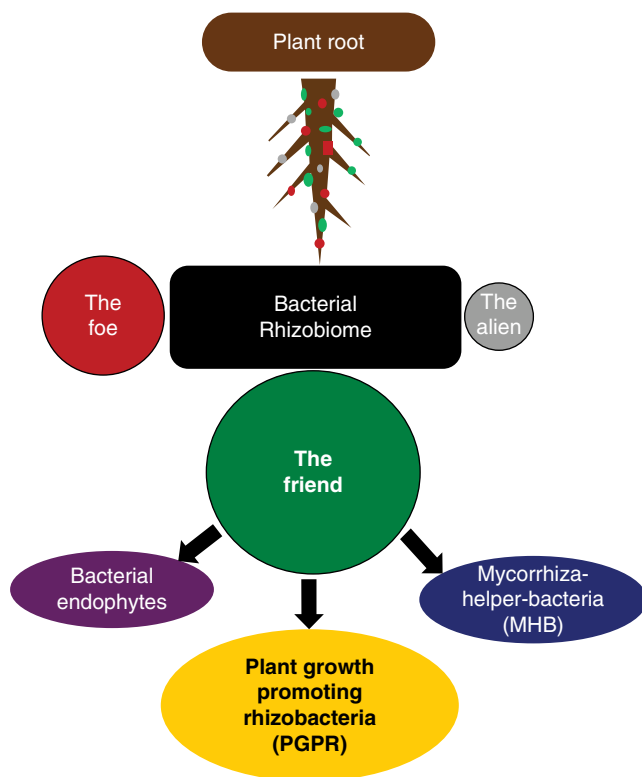 Plant root
The
foe
Bacterial
Rhizobiome
The
alien
The
friend
Bacterial
endophytes
Mycorrhiza-
helper-bacteria
(MHB)
Plant growth
promoting
rhizobacteria
(PGPR)